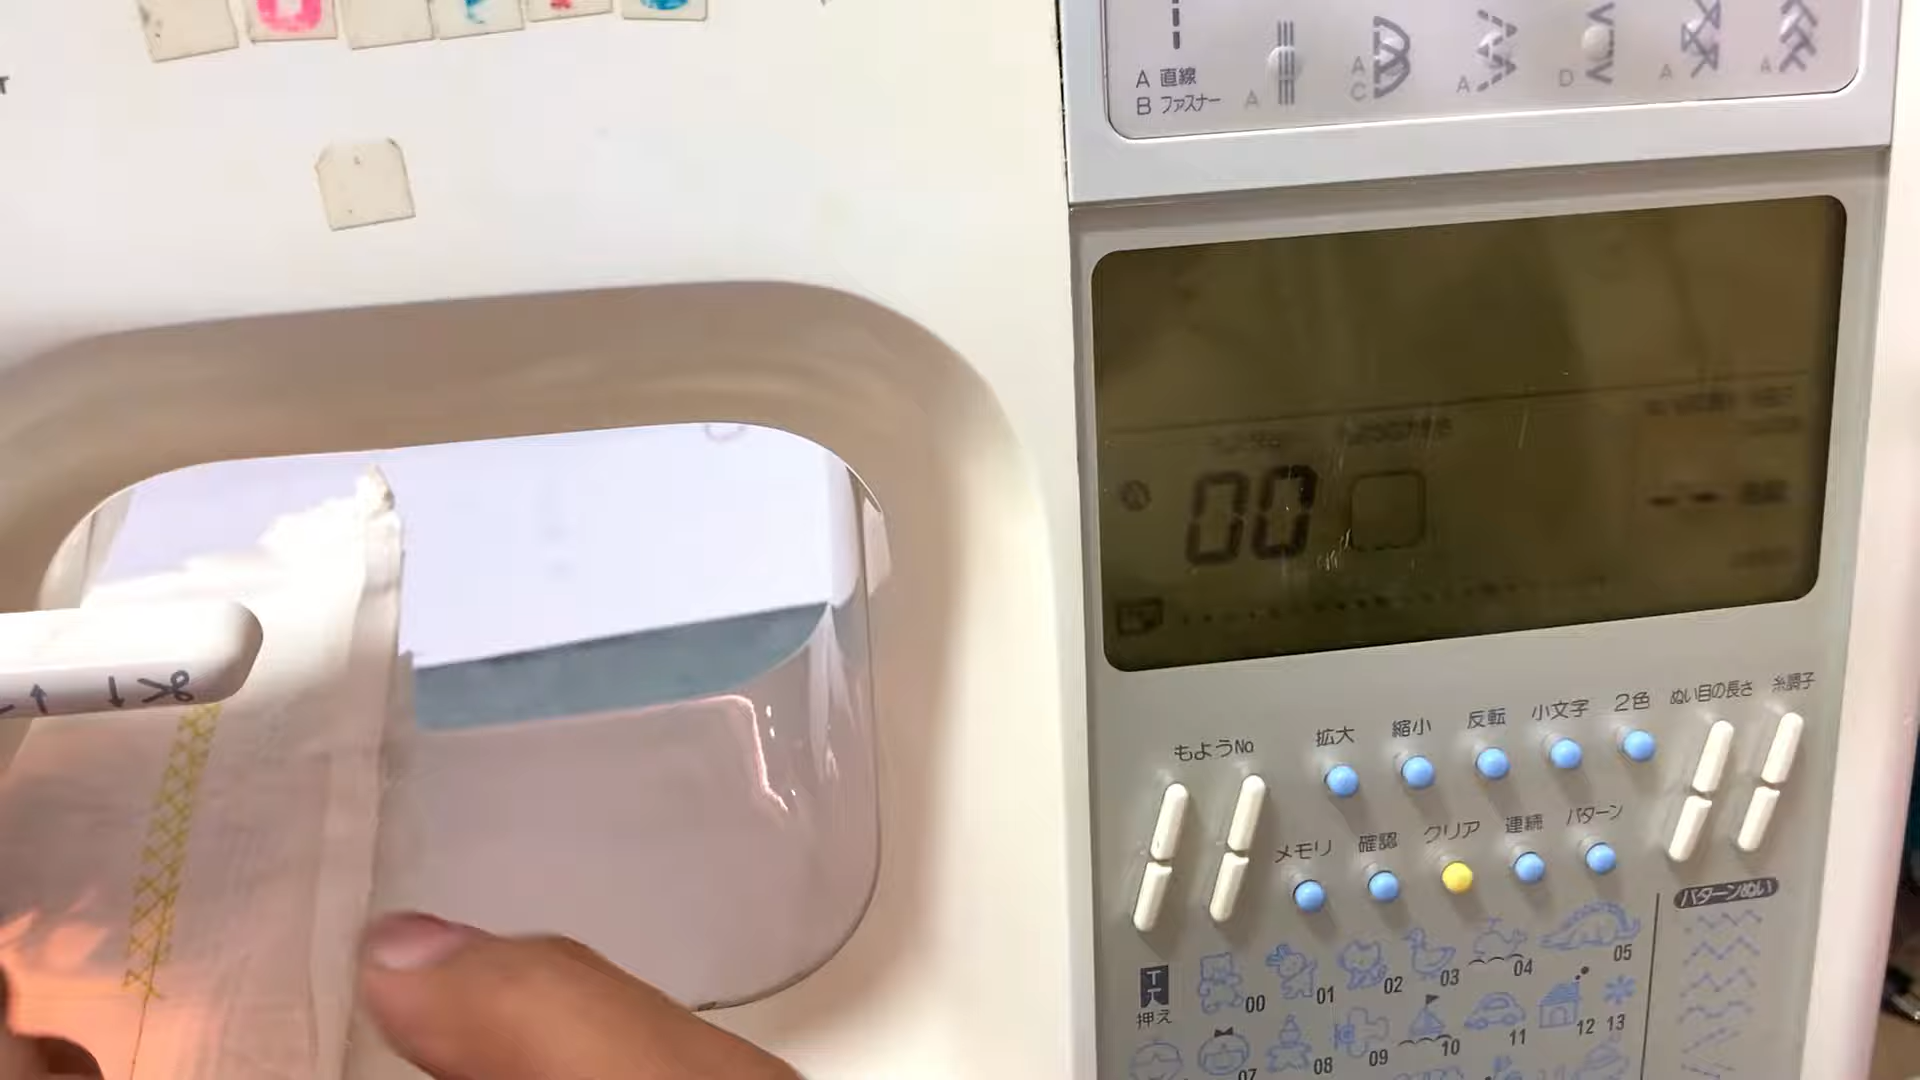 A 直線
B ファスナー
A
A
C
A
D
A
A
00
ぬい目の長さ
糸調子
もようNo
拡大
縮小
反転
小文字
2色
メモリ
確認
クリア
連続
パターン
パターンぬい
押え
00
01
02
03
04
05
07
08
09
10
11
12
13